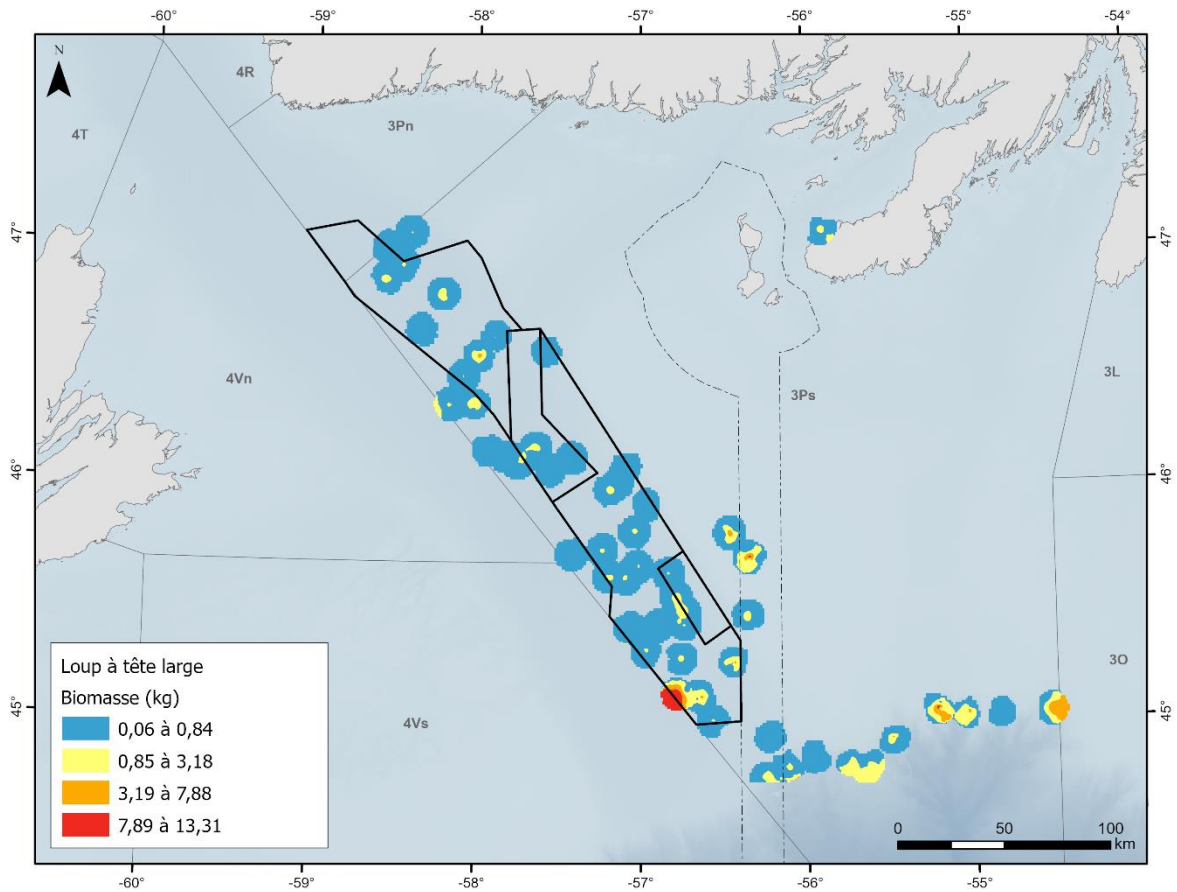 -60° -59° -58° -57° -56° -55° -54°
N
4R
4T
3Pn
47° 47°
4Vn
3Ps
3L
46° 46°
3O
45° 45°
4Vs
Loup à tête large
Biomasse (kg)
0,06 à 0,84
0,85 à 3,18
3,19 à 7,88
7,89 à 13,31
0 50 100
km
-60° -59° -58° -57° -56° -55°